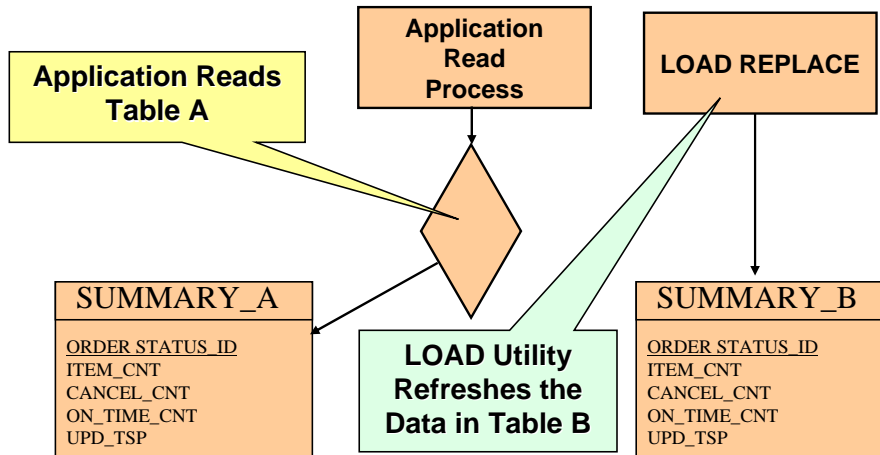 Application
Read
Process
Application Reads
Table A
LOAD REPLACE
SUMMARY_A
ORDER STATUS_ID
ITEM_CNT
CANCEL_CNT
ON_TIME_CNT
UPD_TSP
LOAD Utility
Refreshes the
Data in Table B
SUMMARY_B
ORDER STATUS_ID
ITEM_CNT
CANCEL_CNT
ON_TIME_CNT
UPD_TSP